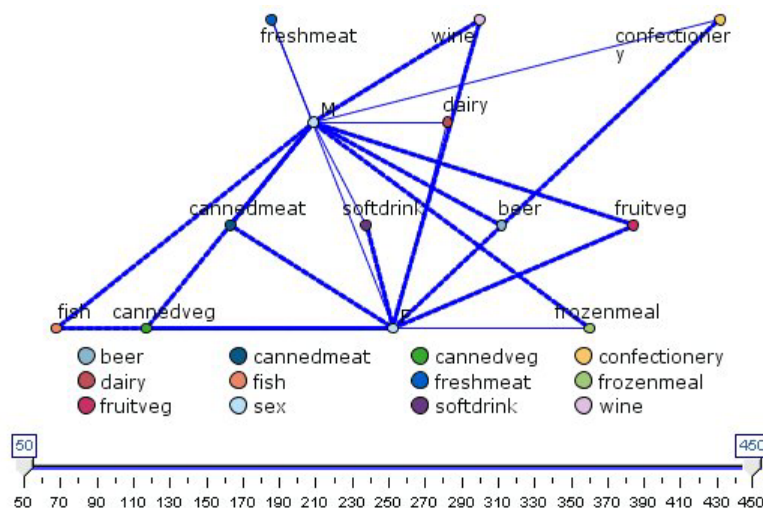 freshmeat
wine
confectioner
y
M
dairy
cannedmeat
softdrink
beer
fruitveg
fish
cannedveg
F
frozenmeal
beer
cannedmeat
cannedveg
confectionery
dairy
fish
freshmeat
frozenmeal
fruitveg
sex
softdrink
wine
50
450
50 70 90 110 130 150 170 190 210 230 250 270 290 310 330 350 370 390 410 430 450